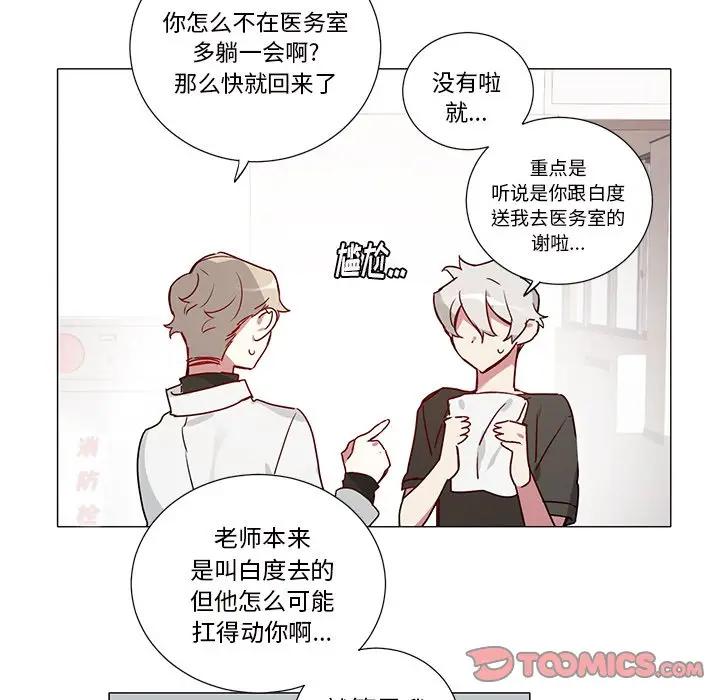 你怎么不在医务室
多躺一会啊?
那么快就回来了
没有啦
就...
重点是
听说是你跟白度
送我去医务室的
谢啦...
尴尬...
消
防
栓
老师本来
是叫白度去的
但他怎么可能
扛得动你啊...
TOOMICS.COM